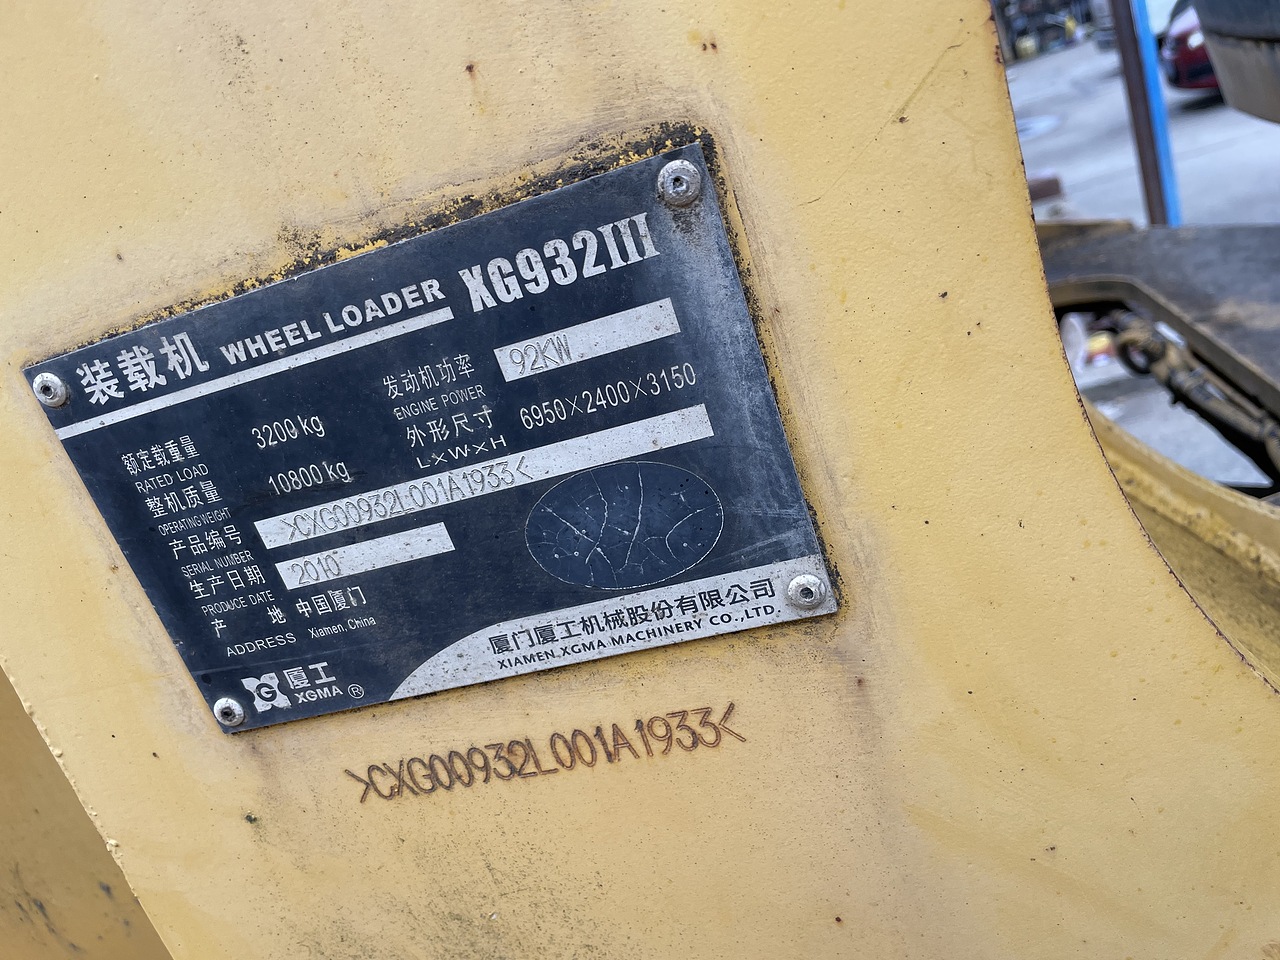 装载机 WHEEL LOADER XG932III
额定载重量 3200 kg
RATED LOAD
整机质量 10800 kg
OPERATING WEIGHT
发动机功率 92KW
ENGINE POWER
外形尺寸 6950×2400×3150
L×W×H
产品编号 >CXG00932L001A1933<
SERIAL NUMBER
生产日期 2010
PRODUCE DATE
产 地 中国厦门
ADDRESS Xiamen, China
G 厦工
XGMA ®
厦门厦工机械股份有限公司
XIAMEN XGMA MACHINERY CO.,LTD.
>CXG00932L001A1933<